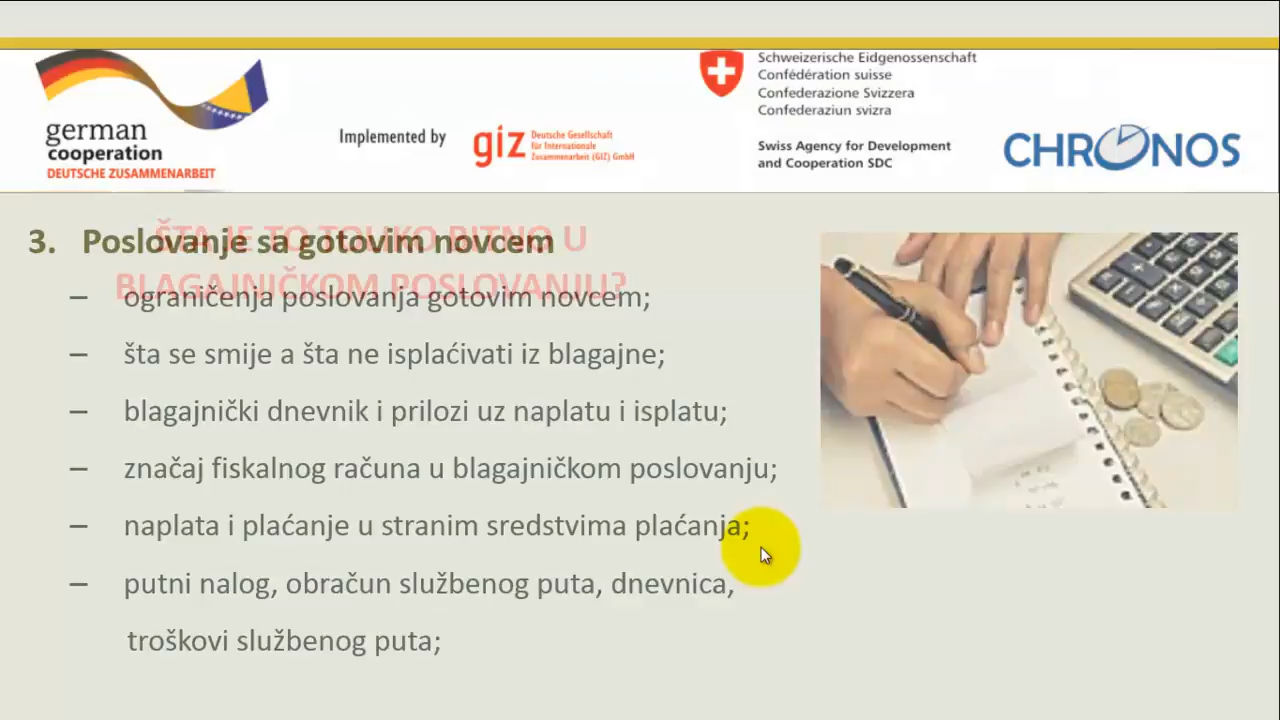 german
cooperation
DEUTSCHE ZUSAMMENARBEIT
Implemented by
giz
Deutsche Gesellschaft
für Internationale
Zusammenarbeit (GIZ) GmbH
Schweizerische Eidgenossenschaft
Confédération suisse
Confederazione Svizzera
Confederaziun svizra
Swiss Agency for Development
and Cooperation SDC
CHRONOS
ŠTA JE TO TOLIKO BITNO U
BLAGAJNIČKOM POSLOVANJU?
3. Poslovanje sa gotovim novcem
– ograničenja poslovanja gotovim novcem;
– šta se smije a šta ne isplaćivati iz blagajne;
– blagajnički dnevnik i prilozi uz naplatu i isplatu;
– značaj fiskalnog računa u blagajničkom poslovanju;
– naplata i plaćanje u stranim sredstvima plaćanja;
– putni nalog, obračun službenog puta, dnevnica,
troškovi službenog puta;